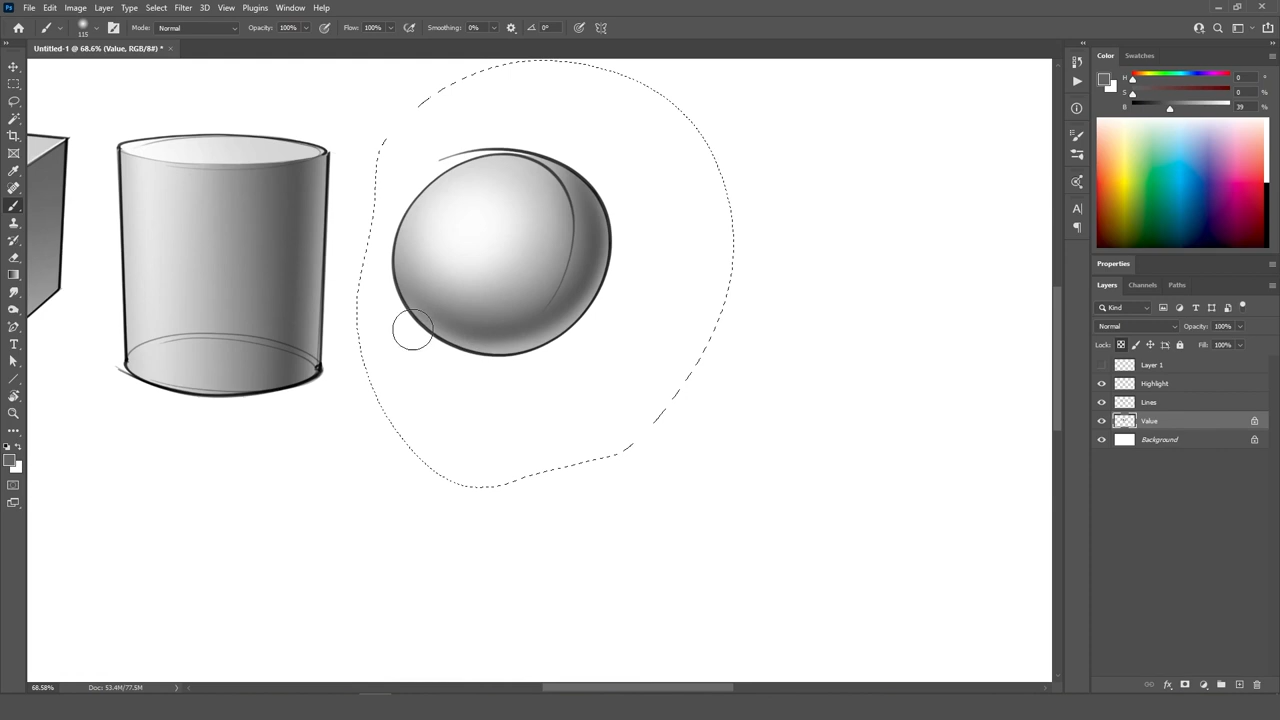 Ps File Edit Image Layer Type Select Filter 3D View Plugins Window Help
115 Mode: Normal Opacity: 100% Flow: 100% Smoothing: 0% 0°
Untitled-1 @ 68.6% (Value, RGB/8#) * ×
Color Swatches
H 0 °
S 0 %
B 39 %
Properties
Layers Channels Paths
Kind
Normal Opacity: 100%
Lock: Fill: 100%
Layer 1
Highlight
Lines
Value
Background
68.58% Doc: 53.4M/77.5M